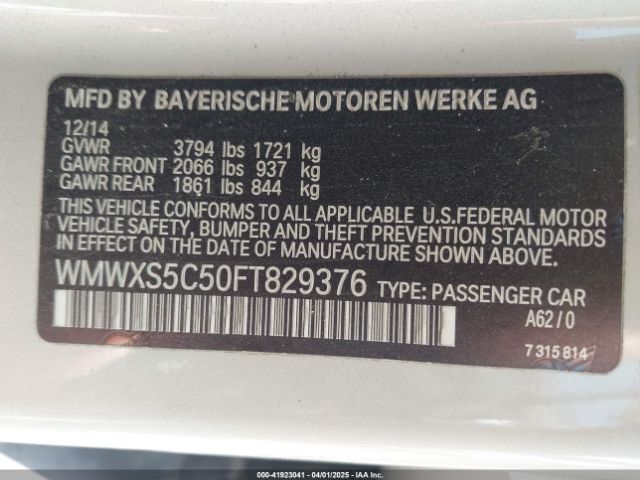 MFD BY BAYERISCHE MOTOREN WERKE AG
12/14
GVWR 3794 lbs 1721 kg
GAWR FRONT 2066 lbs 937 kg
GAWR REAR 1861 lbs 844 kg
THIS VEHICLE CONFORMS TO ALL APPLICABLE U.S.FEDERAL MOTOR
VEHICLE SAFETY, BUMPER AND THEFT PREVENTION STANDARDS
IN EFFECT ON THE DATE OF MANUFACTURE SHOWN ABOVE.
WMWXS5C50FT829376 TYPE: PASSENGER CAR
A62/0
7 315 814
000-41923041 - 04/01/2025 - COPYRIGHT IAA, LLC.